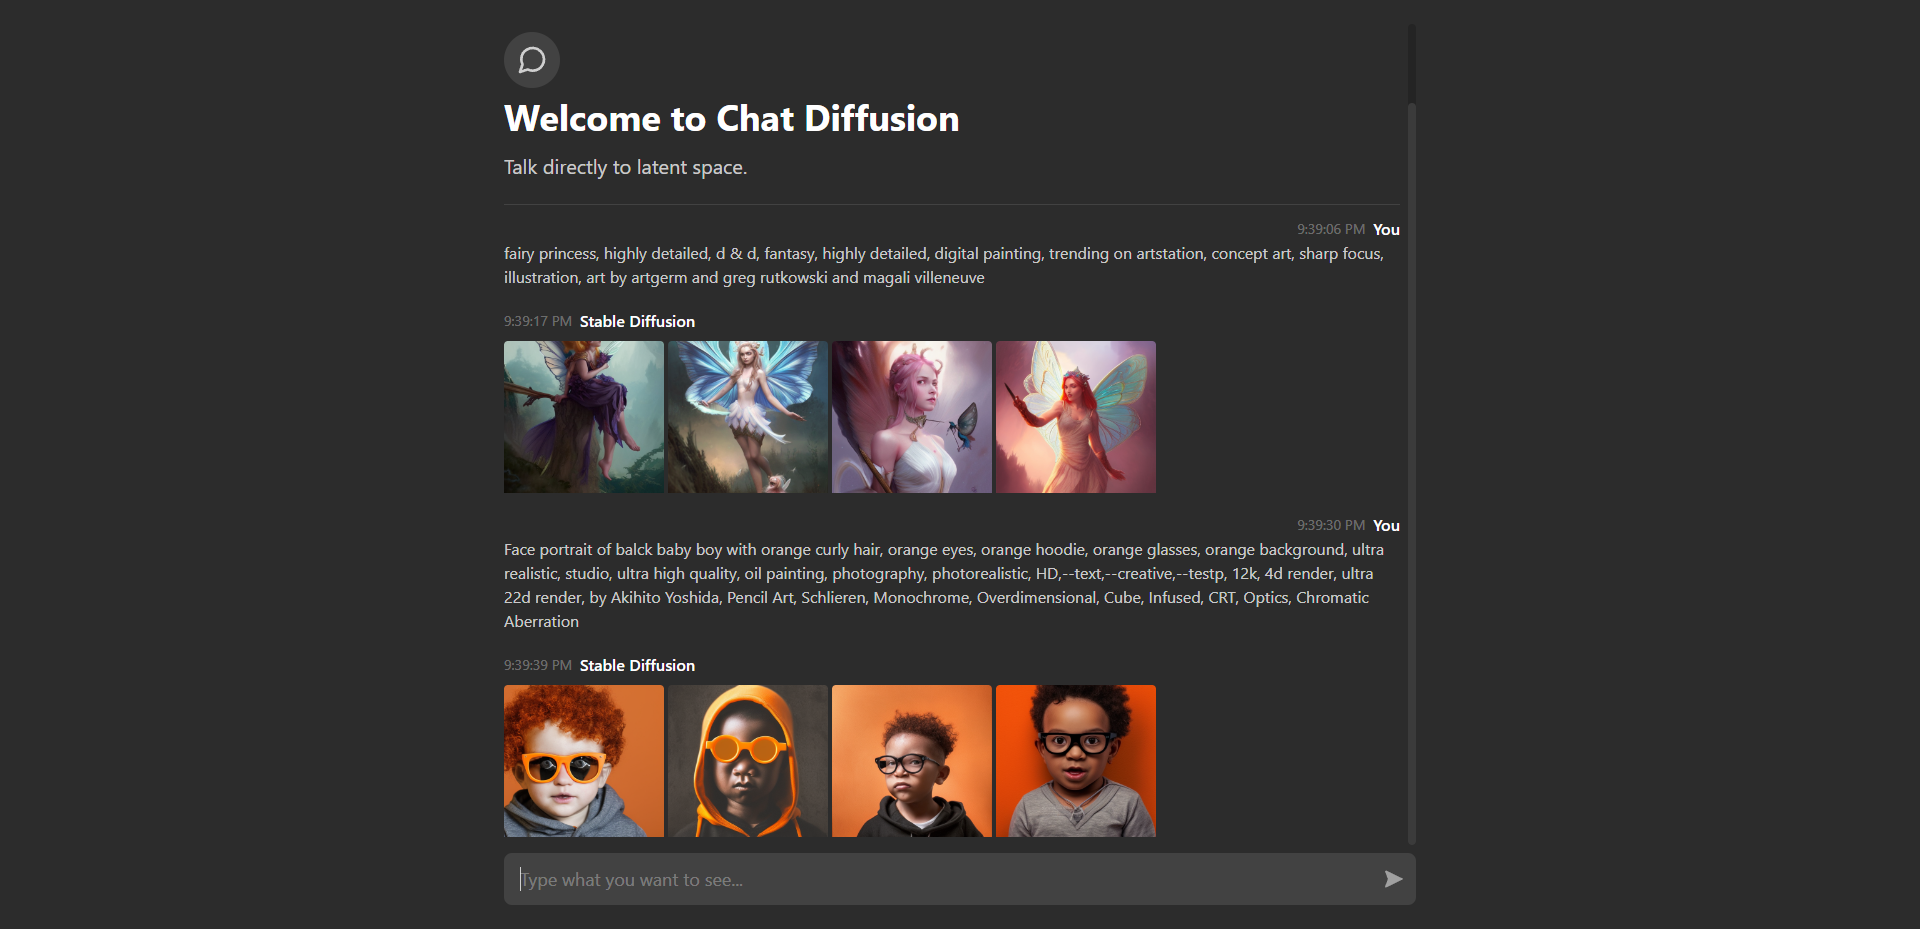 Welcome to Chat Diffusion
Talk directly to latent space.
9:39:06 PM You
fairy princess, highly detailed, d & d, fantasy, highly detailed, digital painting, trending on artstation, concept art, sharp focus,
illustration, art by artgerm and greg rutkowski and magali villeneuve
9:39:17 PM Stable Diffusion
9:39:30 PM You
Face portrait of balck baby boy with orange curly hair, orange eyes, orange hoodie, orange glasses, orange background, ultra
realistic, studio, ultra high quality, oil painting, photography, photorealistic, HD,--text,--creative,--testp, 12k, 4d render, ultra
22d render, by Akihito Yoshida, Pencil Art, Schlieren, Monochrome, Overdimensional, Cube, Infused, CRT, Optics, Chromatic
Aberration
9:39:39 PM Stable Diffusion
Type what you want to see...